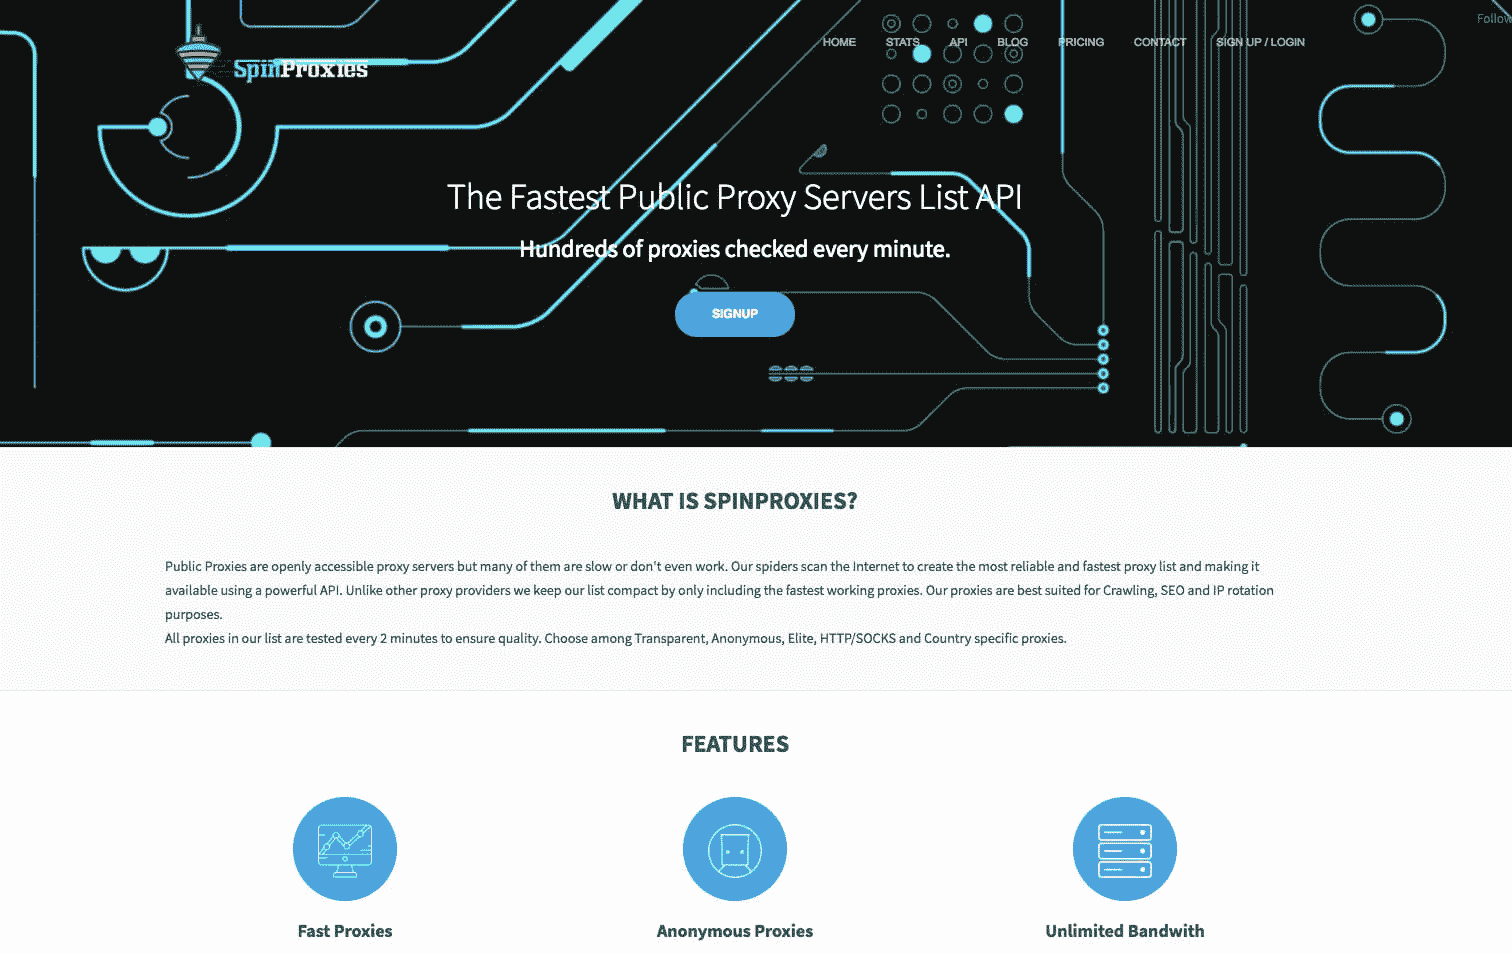 Follow
HOME STATS API BLOG PRICING CONTACT SIGN UP / LOGIN
SpinProxies
The Fastest Public Proxy Servers List API
Hundreds of proxies checked every minute.
SIGNUP
WHAT IS SPINPROXIES?
Public Proxies are openly accessible proxy servers but many of them are slow or don't even work. Our spiders scan the Internet to create the most reliable and fastest proxy list and making it
available using a powerful API. Unlike other proxy providers we keep our list compact by only including the fastest working proxies. Our proxies are best suited for Crawling, SEO and IP rotation
purposes.
All proxies in our list are tested every 2 minutes to ensure quality. Choose among Transparent, Anonymous, Elite, HTTP/SOCKS and Country specific proxies.
FEATURES
Fast Proxies
Anonymous Proxies
Unlimited Bandwith